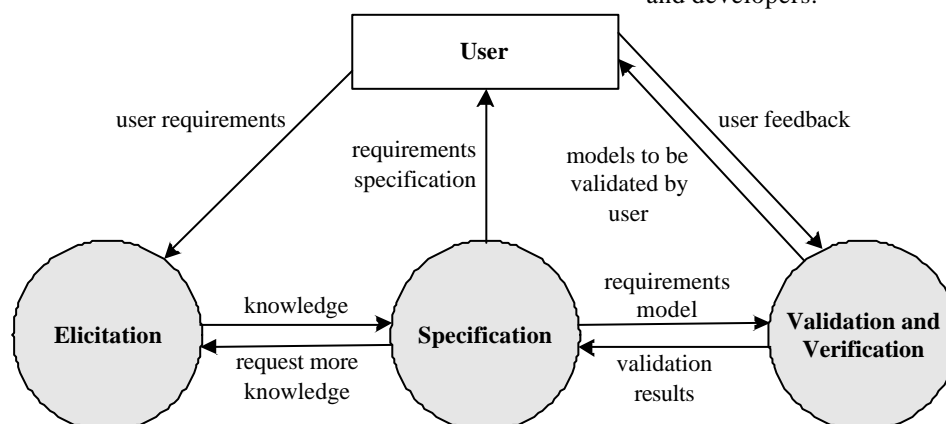 and developers.
User
user requirements
requirements
specification
models to be
validated by
user
user feedback
Elicitation
knowledge
request more
knowledge
Specification
requirements
model
validation
results
Validation and
Verification